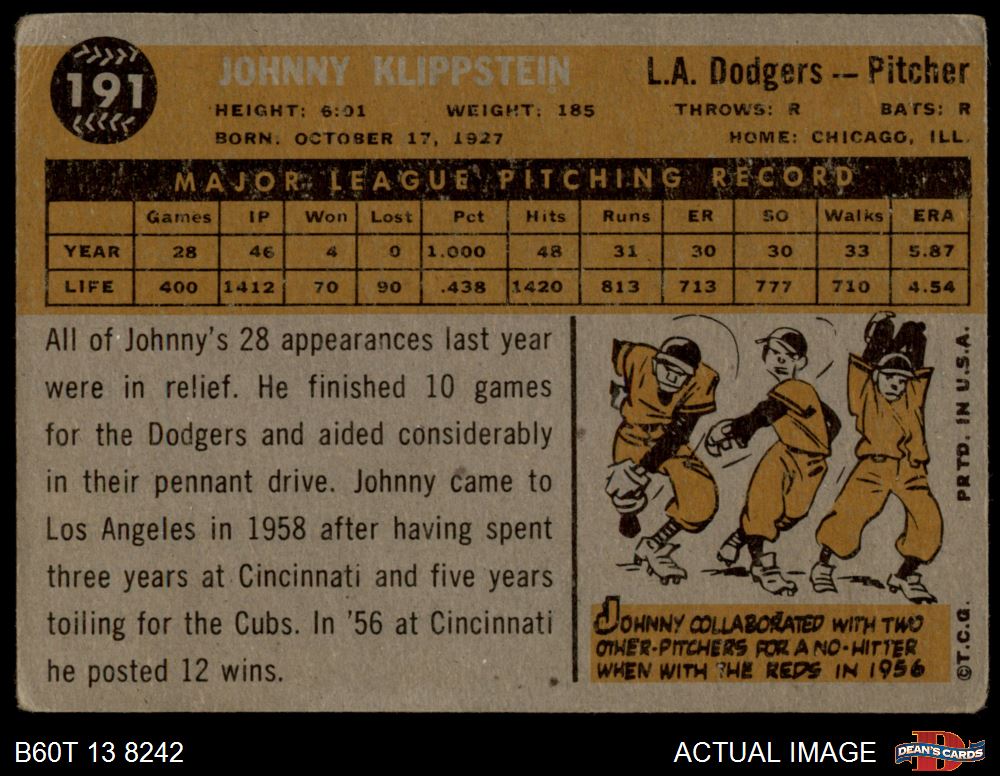 191
JOHNNY KLIPPSTEIN
L.A. Dodgers -- Pitcher
HEIGHT: 6:01 WEIGHT: 185 THROWS: R BATS: R
BORN: OCTOBER 17, 1927 HOME: CHICAGO, ILL.
MAJOR LEAGUE PITCHING RECORD
Games IP Won Lost Pct Hits Runs ER SO Walks ERA
YEAR 28 46 4 0 1.000 48 31 30 30 33 5.87
LIFE 400 1412 70 90 .438 1420 813 713 777 710 4.54
All of Johnny's 28 appearances last year
were in relief. He finished 10 games
for the Dodgers and aided considerably
in their pennant drive. Johnny came to
Los Angeles in 1958 after having spent
three years at Cincinnati and five years
toiling for the Cubs. In '56 at Cincinnati
he posted 12 wins.
JOHNNY COLLABORATED WITH TWO
OTHER-PITCHERS FOR A NO-HITTER
WHEN WITH THE REDS IN 1956
©T.C.G. PRTD. IN U.S.A.
B60T 13 8242
ACTUAL IMAGE
DEAN'S CARDS